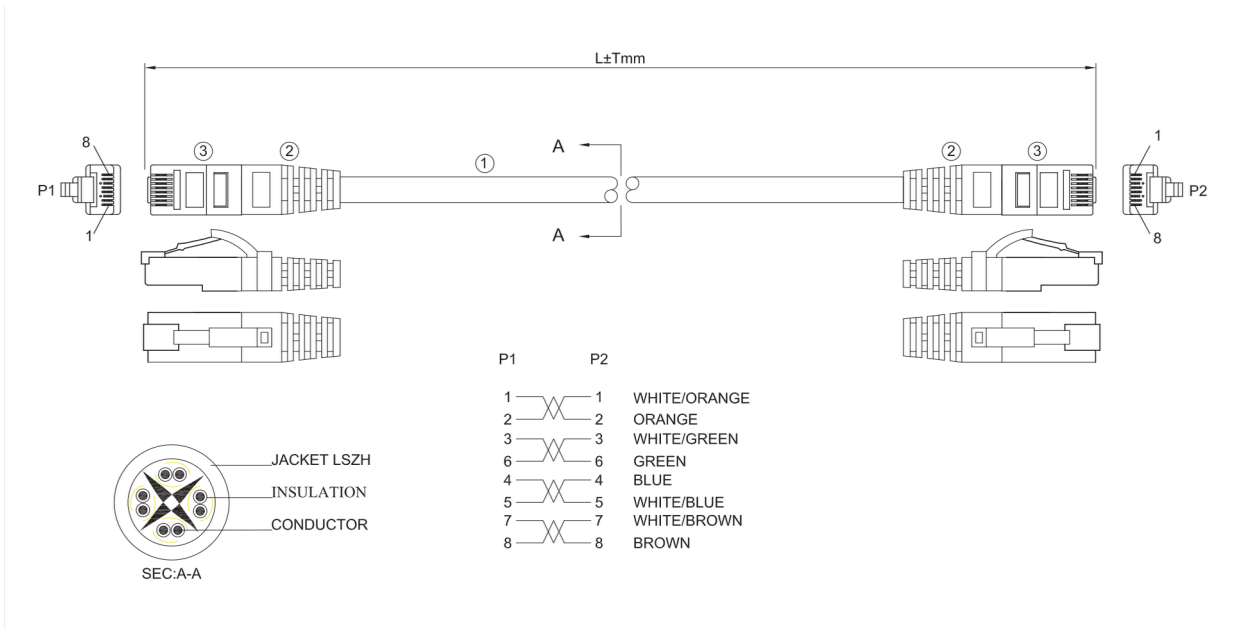 L±Tmm
8
3
2
1
A
2
3
1
P1
P2
1
A
8
P1 P2
1 1 WHITE/ORANGE
2 2 ORANGE
3 3 WHITE/GREEN
6 6 GREEN
4 4 BLUE
5 5 WHITE/BLUE
7 7 WHITE/BROWN
8 8 BROWN
JACKET LSZH
INSULATION
CONDUCTOR
SEC:A-A